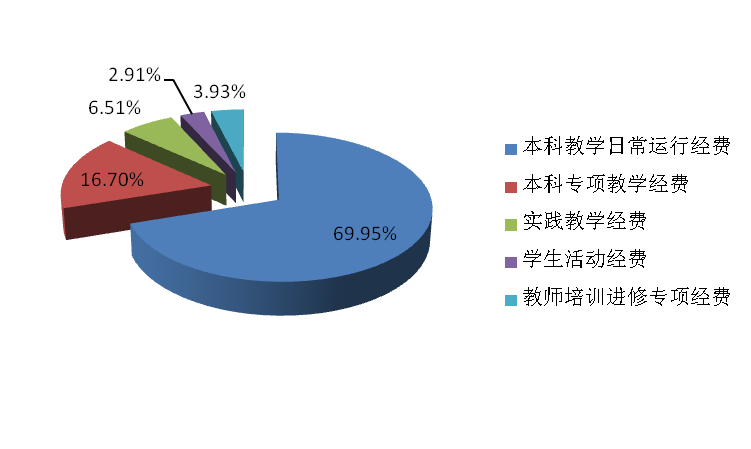 2.91%
3.93%
6.51%
16.70%
69.95%
本科教学日常运行经费
本科专项教学经费
实践教学经费
学生活动经费
教师培训进修专项经费